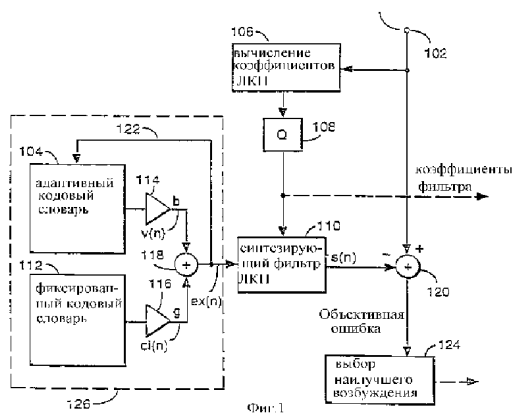 102
106
вычисление
коэффициентов
ЛКП
122
108
Q
104
адаптивный
кодовый
словарь
114
b
v(n)
коэффициенты
фильтра
110
синтезирую-
щий фильтр
ЛКП
s(n)
-
+
+
118
120
112
фиксирован-
ный кодовый
словарь
116
g
ci(n)
ex(n)
Объективная
ошибка
124
выбор
наилучшего
возбуждения
126
Фиг.1